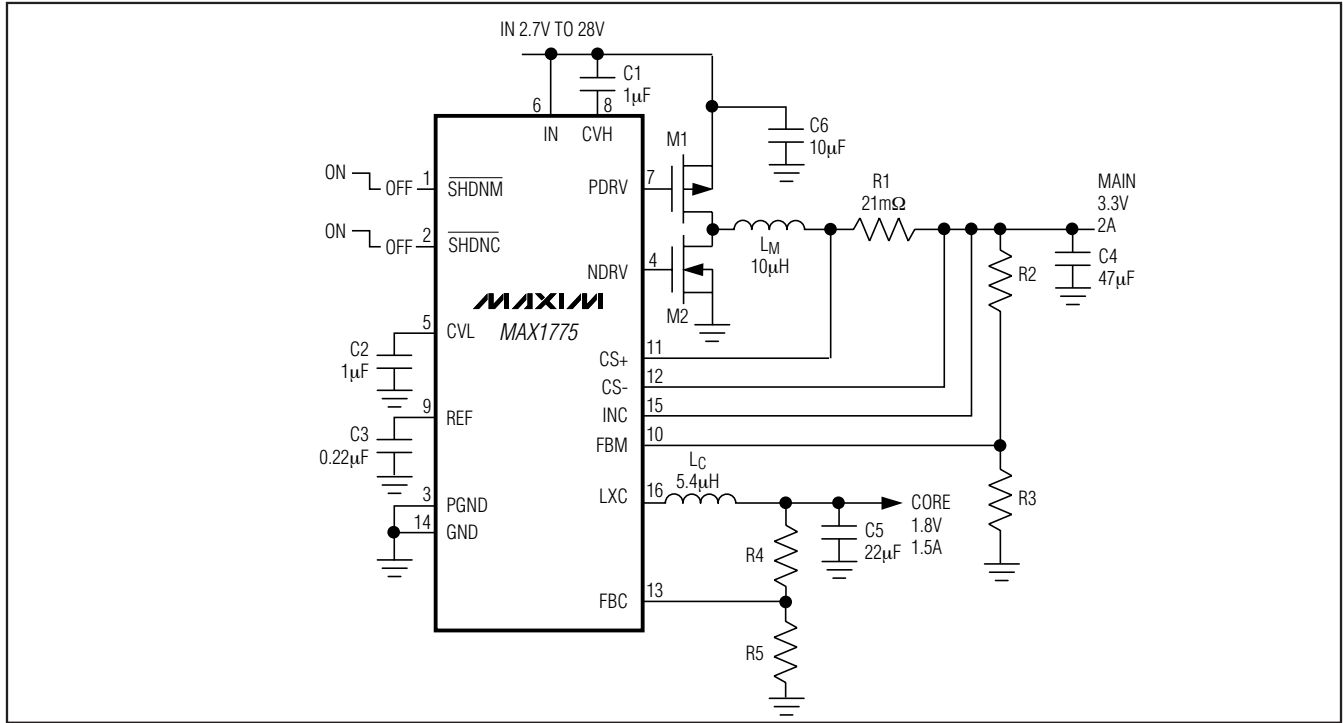 IN 2.7V TO 28V
C1
1µF
6
8
IN
CVH
M1
C6
10µF
ON
OFF
1
SHDNM
PDRV
7
R1
21mΩ
MAIN
3.3V
2A
ON
OFF
2
SHDNC
LM
10µH
R2
C4
47µF
NDRV
4
MAXIM
MAX1775
M2
5
CVL
C2
1µF
CS+
11
CS-
12
INC
15
9
REF
FBM
10
C3
0.22µF
LC
5.4µH
LXC
16
R3
3
PGND
14
GND
CORE
1.8V
1.5A
C5
22µF
R4
FBC
13
R5